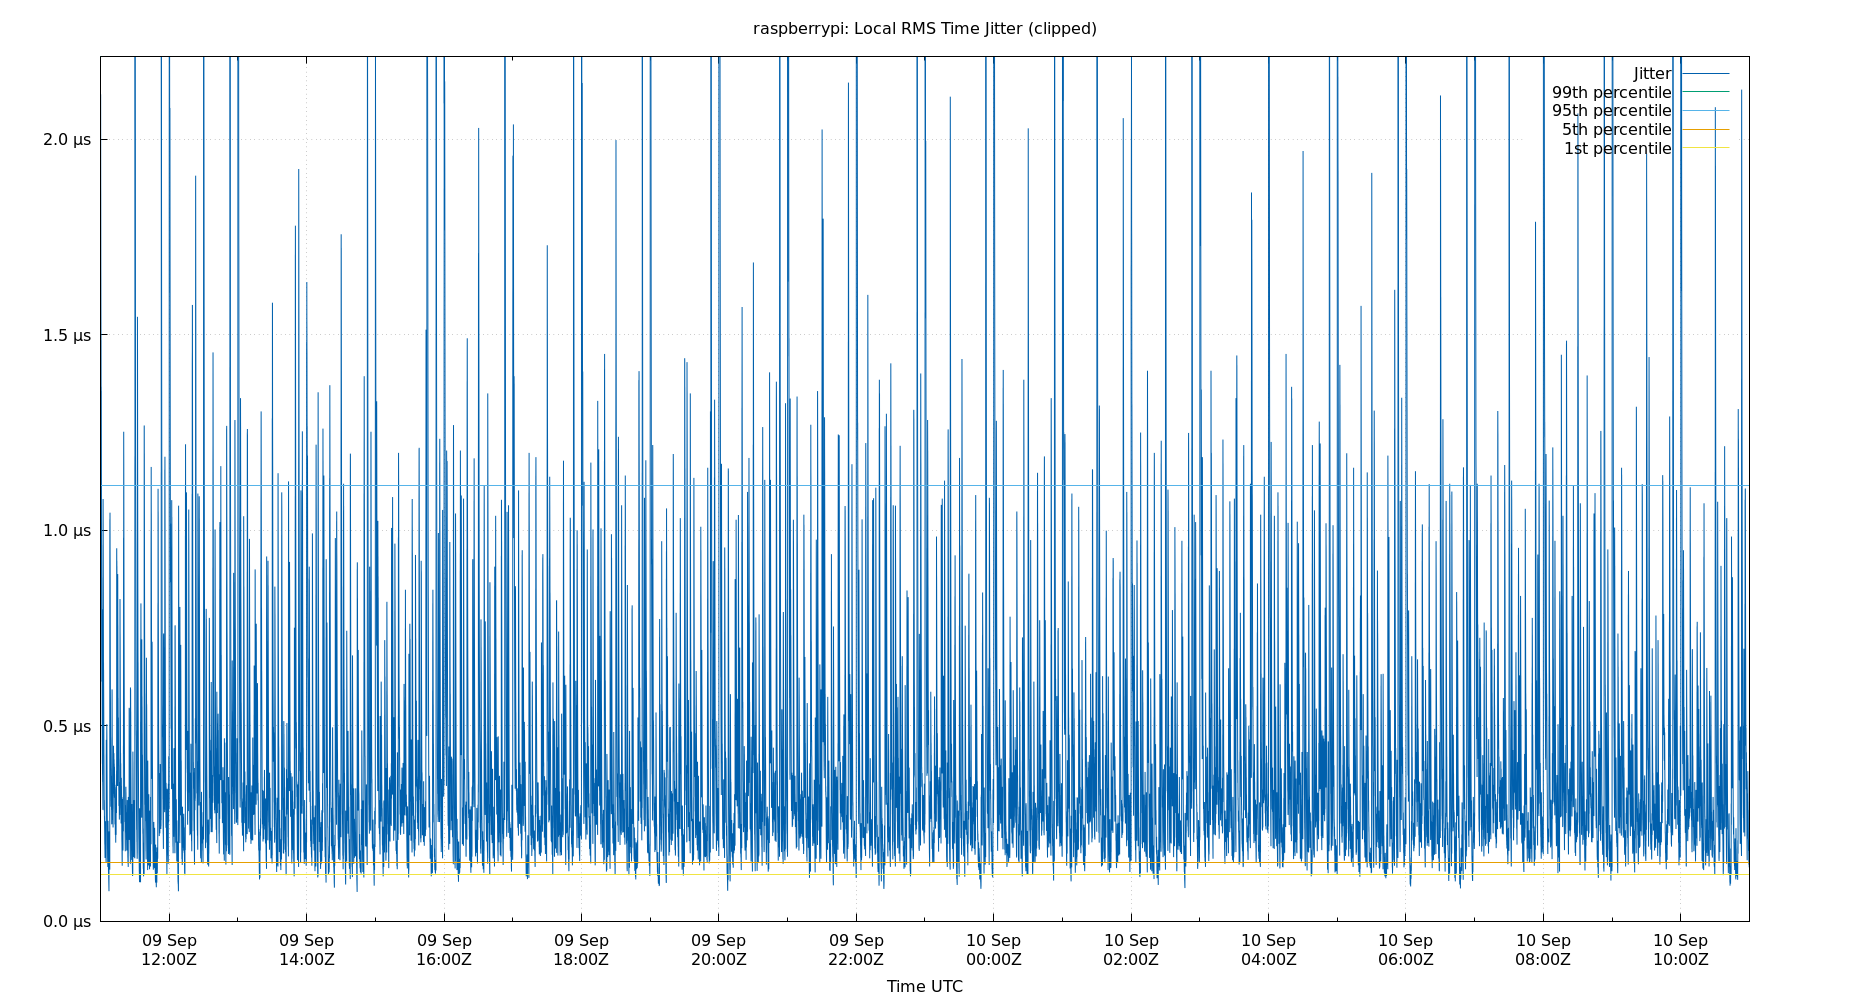 raspberrypi: Local RMS Time Jitter (clipped)
Jitter
99th percentile
95th percentile
5th percentile
1st percentile
2.0 µs
1.5 µs
1.0 µs
0.5 µs
0.0 µs
09 Sep 09 Sep 09 Sep 09 Sep 09 Sep 09 Sep 10 Sep 10 Sep 10 Sep 10 Sep 10 Sep 10 Sep
12:00Z 14:00Z 16:00Z 18:00Z 20:00Z 22:00Z 00:00Z 02:00Z 04:00Z 06:00Z 08:00Z 10:00Z
Time UTC